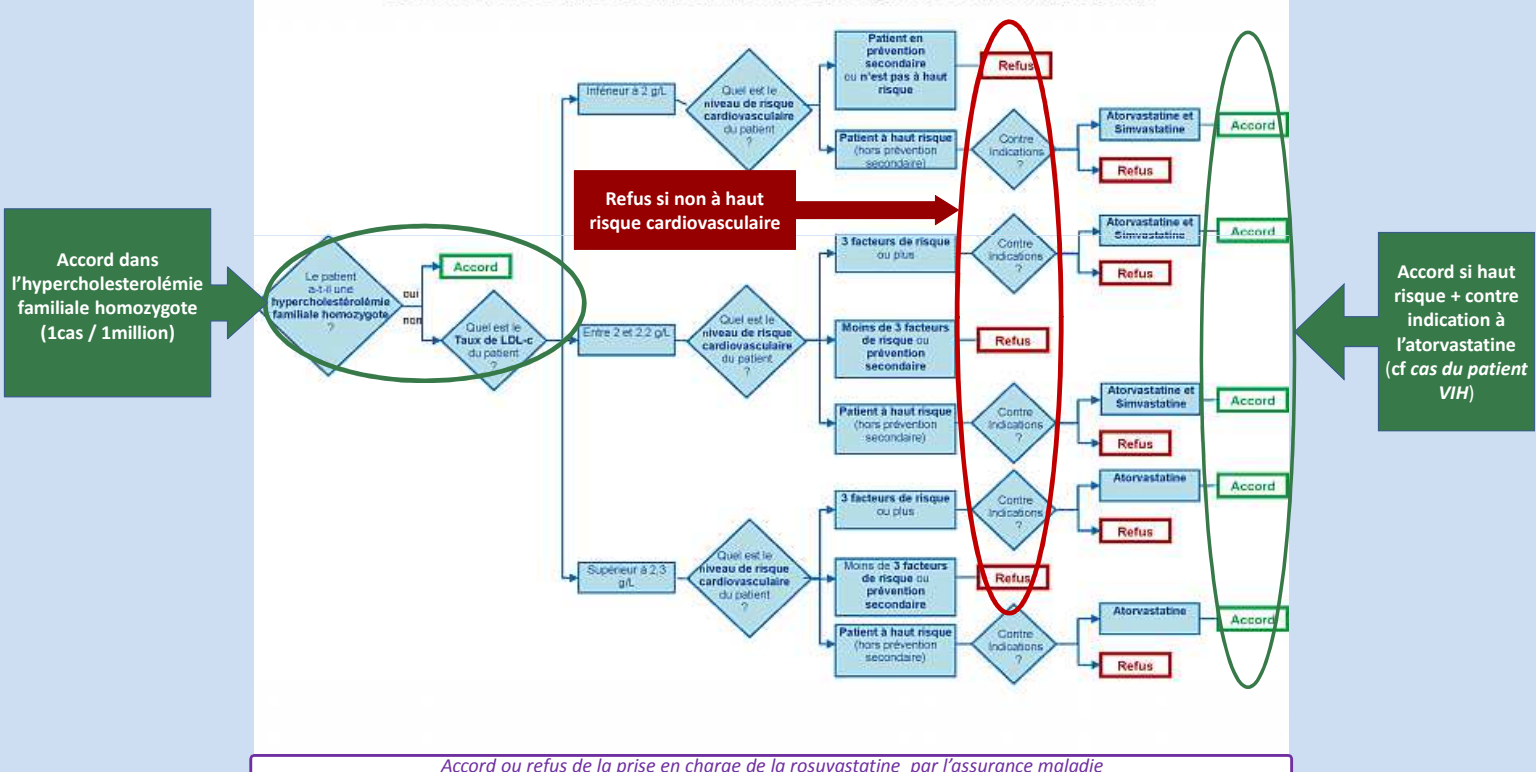 Accord dans
l'hypercholesterolémie
familiale homozygote
(1cas / 1million)
Le patient
a-t-il une
hypercholestérolémie
familiale homozygote
?
oui
non
Accord
Quel est le
Taux de LDL-c
du patient
?
Inférieur à 2 g/L
Quel est le
niveau de risque
cardiovasculaire
du patient
?
Patient en
prévention
secondaire
ou n'est pas à haut
risque
Refus
Patient à haut risque
(hors prévention
secondaire)
Contre
Indications
?
Atorvastatine et
Simvastatine
Accord
Refus
Refus si non à haut
risque cardiovasculaire
Entre 2 et 2,2 g/L
Quel est le
niveau de risque
cardiovasculaire
du patient
?
3 facteurs de risque
ou plus
Contre
Indications
?
Atorvastatine et
Simvastatine
Accord
Refus
Moins de 3 facteurs
de risque ou
prévention
secondaire
Refus
Patient à haut risque
(hors prévention
secondaire)
Contre
Indications
?
Atorvastatine et
Simvastatine
Accord
Refus
Supérieur à 2,3
g/L
Quel est le
niveau de risque
cardiovasculaire
du patient
?
3 facteurs de risque
ou plus
Contre
Indications
?
Atorvastatine
Accord
Refus
Moins de 3 facteurs
de risque ou
prévention
secondaire
Refus
Patient à haut risque
(hors prévention
secondaire)
Contre
Indications
?
Atorvastatine
Accord
Refus
Accord si haut
risque + contre
indication à
l'atorvastatine
(cf cas du patient
VIH)
Accord ou refus de la prise en charge de la rosuvastatine par l'assurance maladie